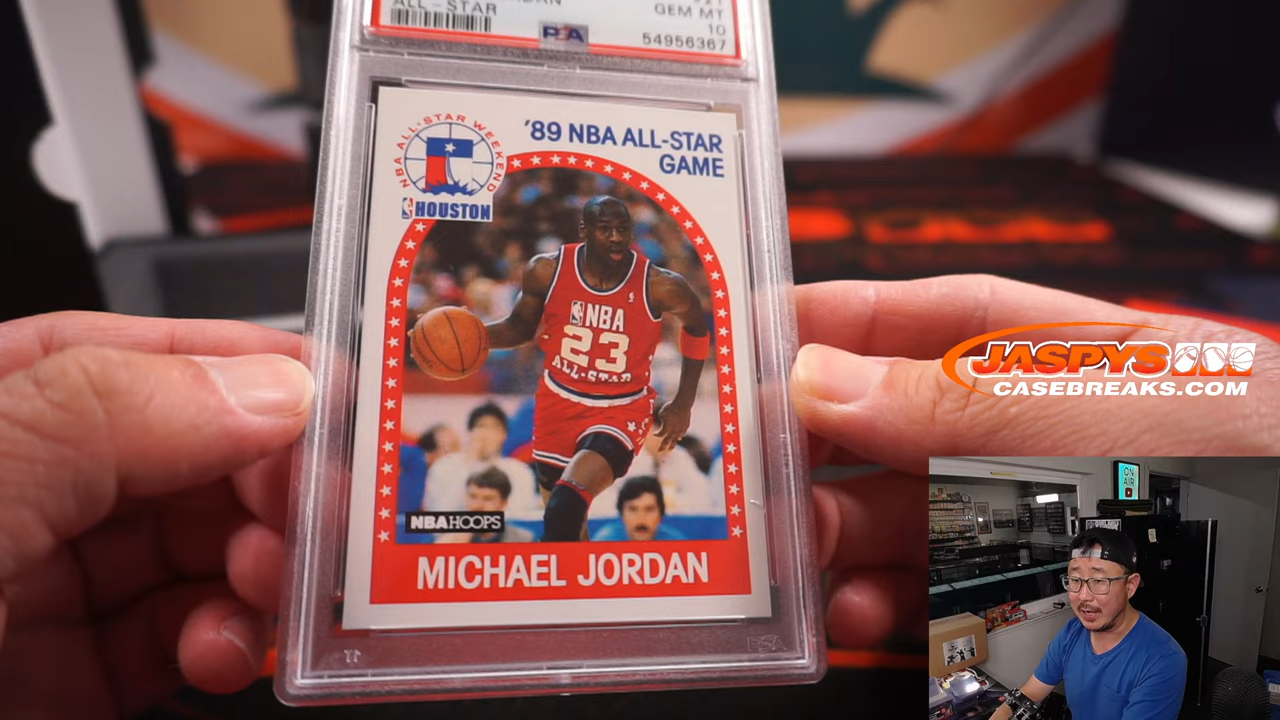 ALL-STAR
GEM MT
10
54956367
PSA
NBA ALL-STAR WEEKEND
HOUSTON
'89 NBA ALL-STAR
GAME
NBA
23
ALL-STAR
NBA HOOPS
MICHAEL JORDAN
JASPYS
CASEBREAKS.COM
ON
AIR